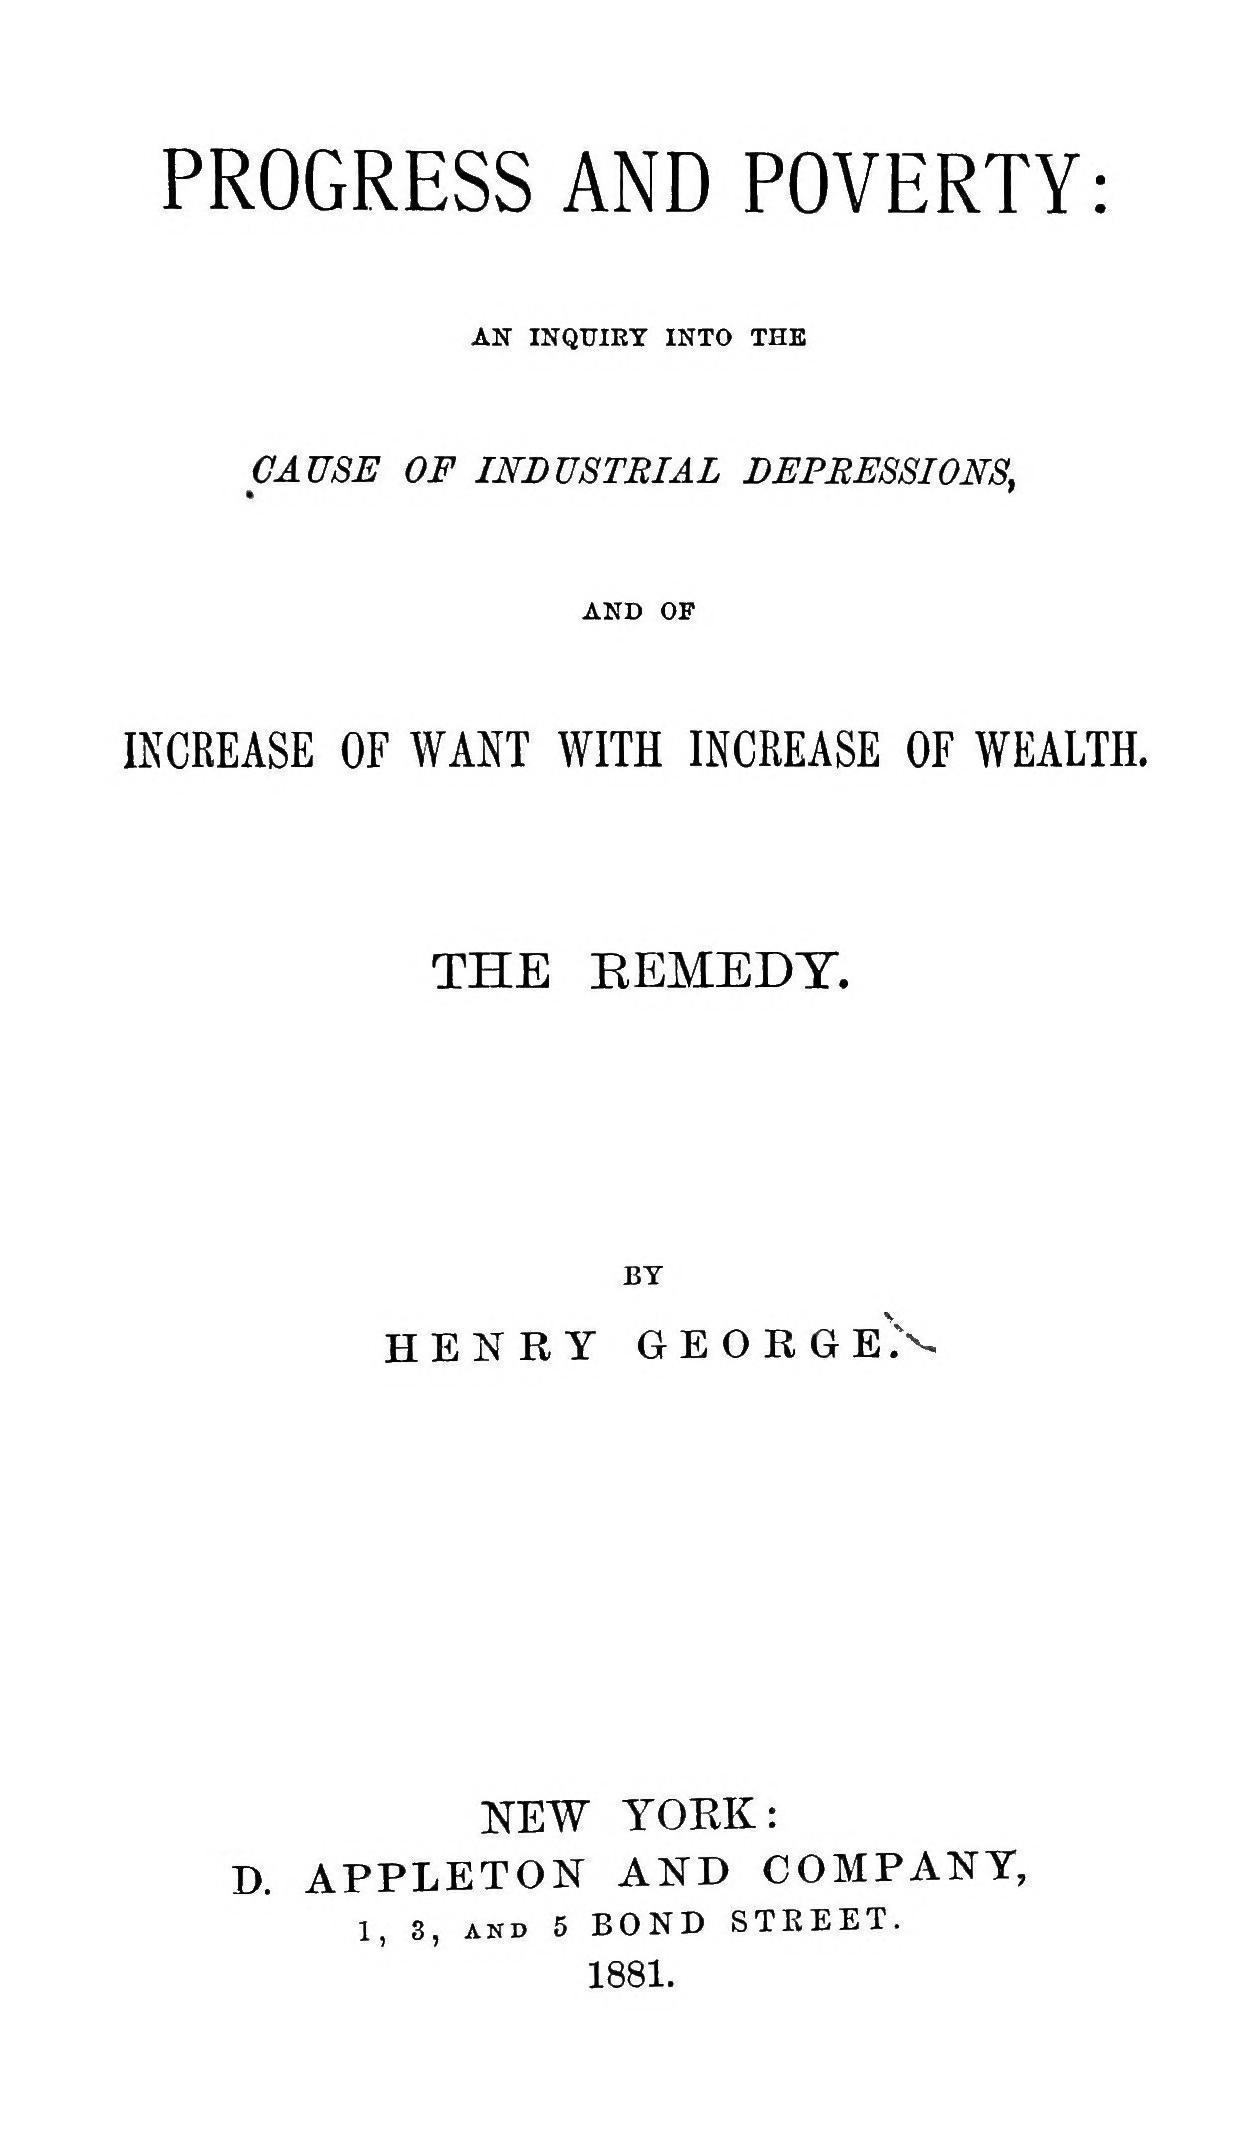 PROGRESS AND POVERTY:
AN INQUIRY INTO THE
CAUSE OF INDUSTRIAL DEPRESSIONS,
AND OF
INCREASE OF WANT WITH INCREASE OF WEALTH.
THE REMEDY.
BY
HENRY GEORGE.
NEW YORK:
D. APPLETON AND COMPANY,
1, 3, AND 5 BOND STREET.
1881.